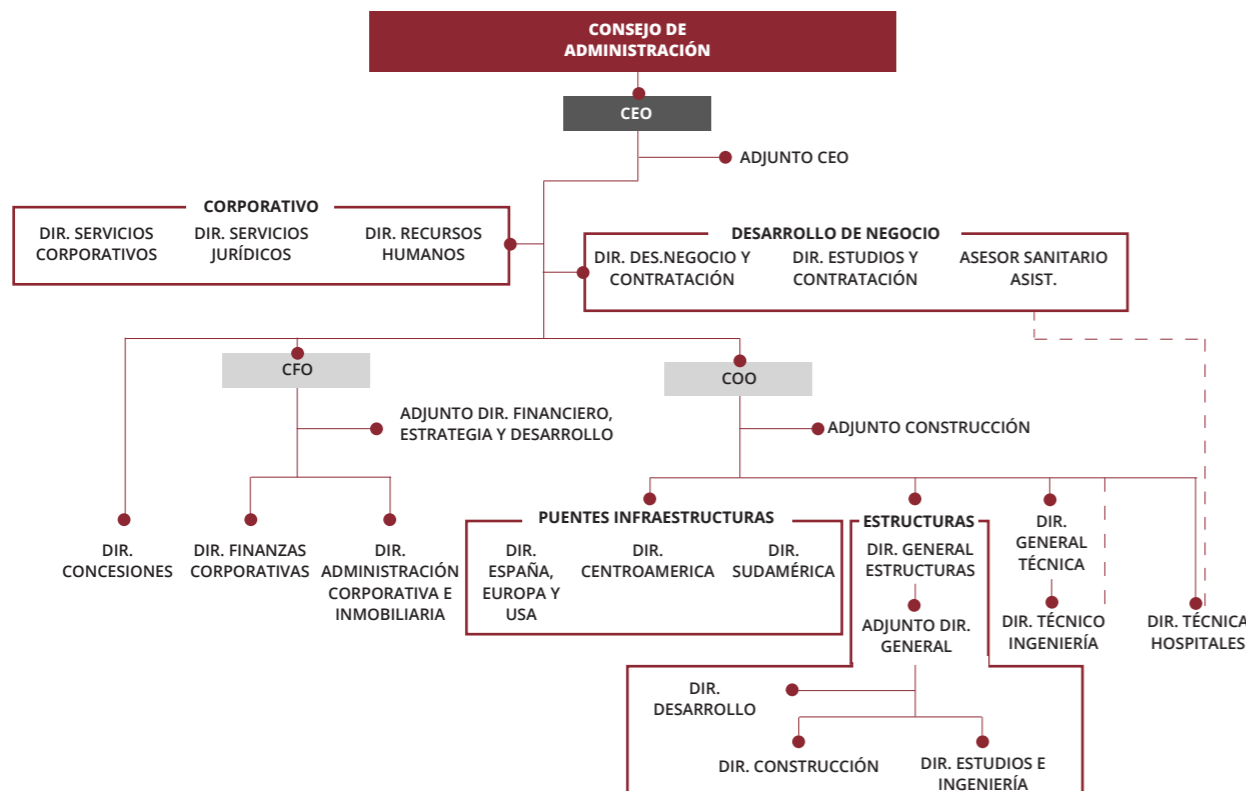 CONSEJO DE
ADMINISTRACIÓN
CEO
ADJUNTO CEO
CORPORATIVO
DIR. SERVICIOS
CORPORATIVOS
DIR. SERVICIOS
JURÍDICOS
DIR. RECURSOS
HUMANOS
DESARROLLO DE NEGOCIO
DIR. DES.NEGOCIO Y
CONTRATACIÓN
DIR. ESTUDIOS Y
CONTRATACIÓN
ASESOR SANITARIO
ASIST.
CFO
COO
ADJUNTO DIR. FINANCIERO,
ESTRATEGIA Y DESARROLLO
ADJUNTO CONSTRUCCIÓN
DIR.
CONCESIONES
DIR. FINANZAS
CORPORATIVAS
DIR.
ADMINISTRACIÓN
CORPORATIVA E
INMOBILIARIA
PUENTES INFRAESTRUCTURAS
DIR.
ESPAÑA,
EUROPA Y
USA
DIR.
CENTROAMERICA
DIR.
SUDAMÉRICA
ESTRUCTURAS
DIR. GENERAL
ESTRUCTURAS
ADJUNTO DIR.
GENERAL
DIR.
GENERAL
TÉCNICA
DIR. TÉCNICO
INGENIERÍA
DIR. TÉCNICA
HOSPITALES
DIR.
DESARROLLO
DIR. CONSTRUCCIÓN
DIR. ESTUDIOS E
INGENIERÍA